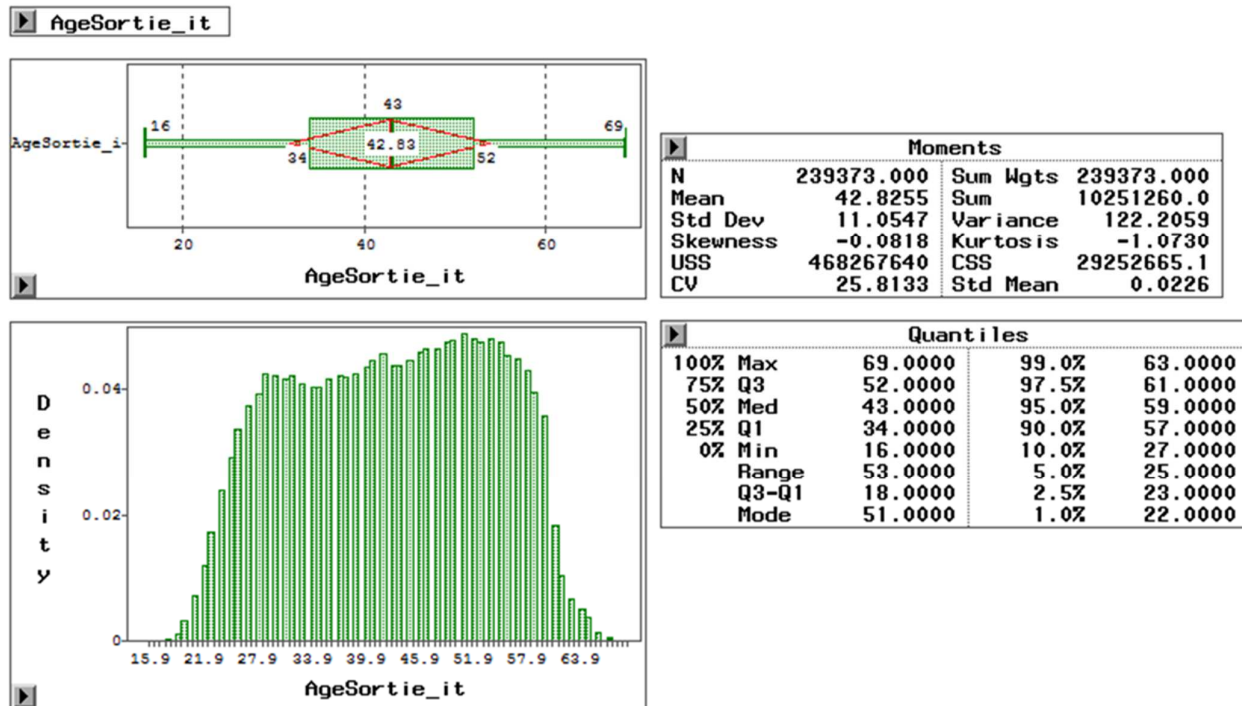 AgeSortie_it
16
43
69
AgeSortie_i
42.83
34
52
20 40 60
AgeSortie_it
Moments
N 239373.000 Sum Wgts 239373.000
Mean 42.8255 Sum 10251260.0
Std Dev 11.0547 Variance 122.2059
Skewness -0.0818 Kurtosis -1.0730
USS 468267640 CSS 29252665.1
CV 25.8133 Std Mean 0.0226
Density
0.04
0.02
0
15.9 21.9 27.9 33.9 39.9 45.9 51.9 57.9 63.9
AgeSortie_it
Quantiles
100% Max 69.0000 99.0% 63.0000
75% Q3 52.0000 97.5% 61.0000
50% Med 43.0000 95.0% 59.0000
25% Q1 34.0000 90.0% 57.0000
0% Min 16.0000 10.0% 27.0000
Range 53.0000 5.0% 25.0000
Q3-Q1 18.0000 2.5% 23.0000
Mode 51.0000 1.0% 22.0000